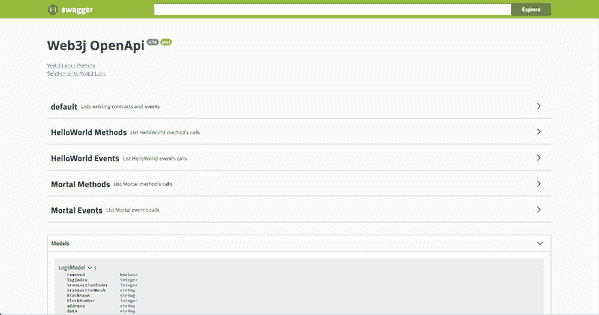 swagger
Explore
Web3j OpenApi
Web3 Labs - Website
Send email to Web3 Labs
default Lists existing contracts and events
HelloWorld Methods List HelloWorld method's calls
HelloWorld Events List HelloWorld event's calls
Mortal Methods List Mortal method's calls
Mortal Events List Mortal event's calls
Models
LogsModel {
removed boolean
logIndex integer
transactionIndex integer
transactionHash string
blockHash string
blockNumber integer
address string
data string